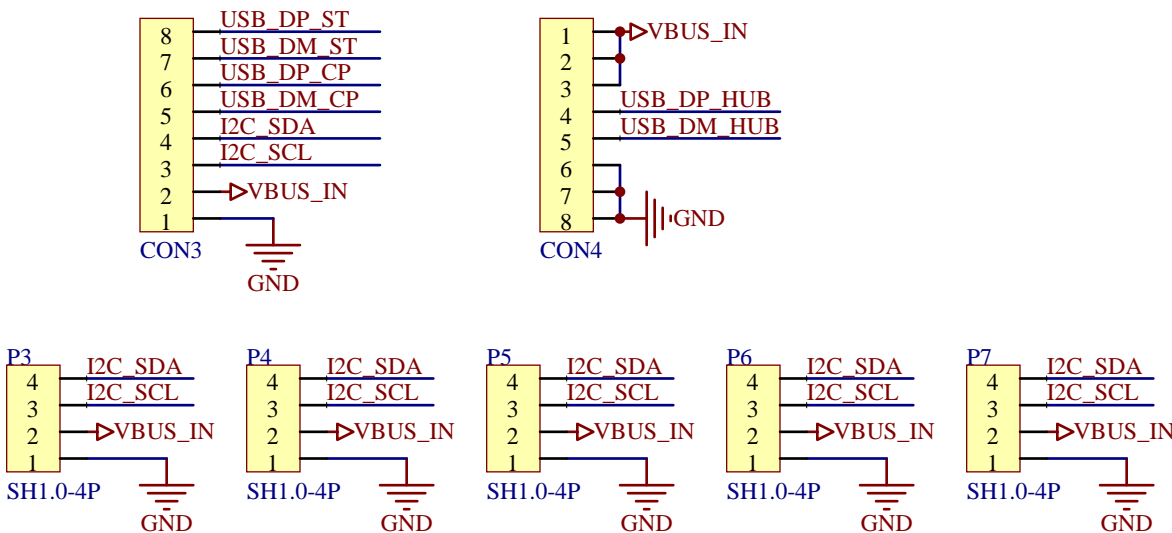 8 USB_DP_ST
7 USB_DM_ST
6 USB_DP_CP
5 USB_DM_CP
4 I2C_SDA
3 I2C_SCL
2 VBUS_IN
1
CON3
GND
1 VBUS_IN
2
3
4 USB_DP_HUB
5 USB_DM_HUB
6
7
8 GND
CON4
P3
4 I2C_SDA
3 I2C_SCL
2 VBUS_IN
1
SH1.0-4P
GND
P4
4 I2C_SDA
3 I2C_SCL
2 VBUS_IN
1
SH1.0-4P
GND
P5
4 I2C_SDA
3 I2C_SCL
2 VBUS_IN
1
SH1.0-4P
GND
P6
4 I2C_SDA
3 I2C_SCL
2 VBUS_IN
1
SH1.0-4P
GND
P7
4 I2C_SDA
3 I2C_SCL
2 VBUS_IN
1
SH1.0-4P
GND